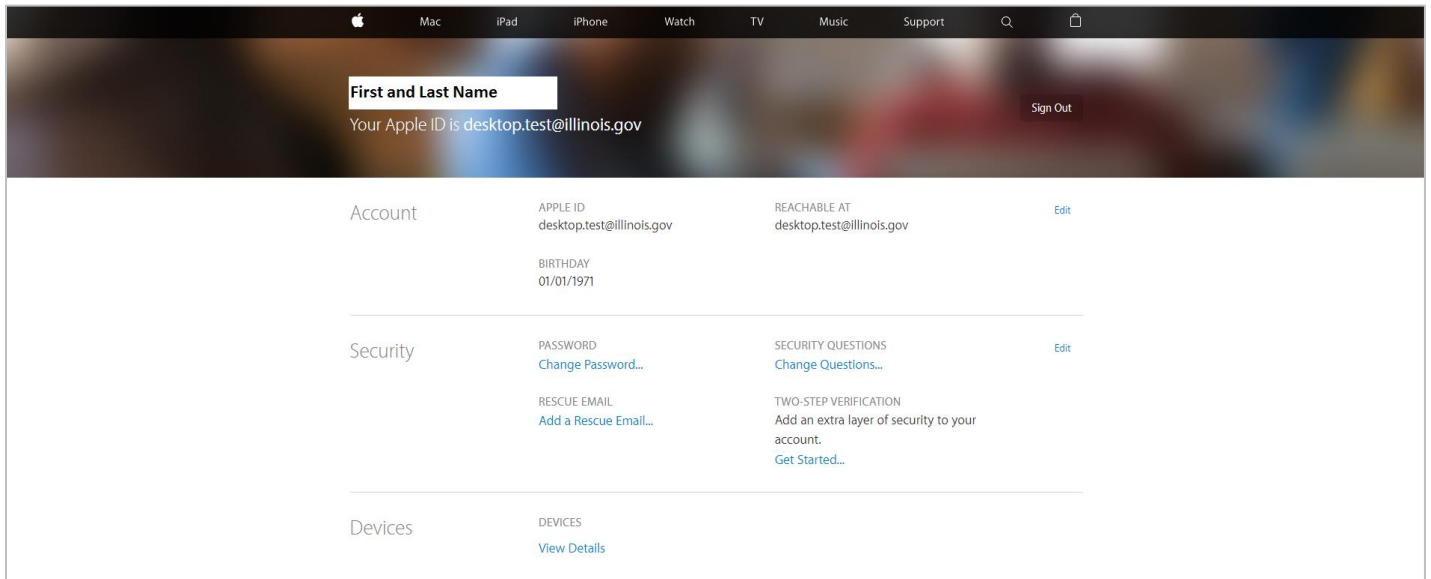 Mac iPad iPhone Watch TV Music Support
First and Last Name
Sign Out
Your Apple ID is desktop.test@illinois.gov
Account
APPLE ID
desktop.test@illinois.gov
REACHABLE AT
desktop.test@illinois.gov
Edit
BIRTHDAY
01/01/1971
Security
PASSWORD
Change Password...
SECURITY QUESTIONS
Change Questions...
Edit
RESCUE EMAIL
Add a Rescue Email...
TWO-STEP VERIFICATION
Add an extra layer of security to your
account.
Get Started...
Devices
DEVICES
View Details